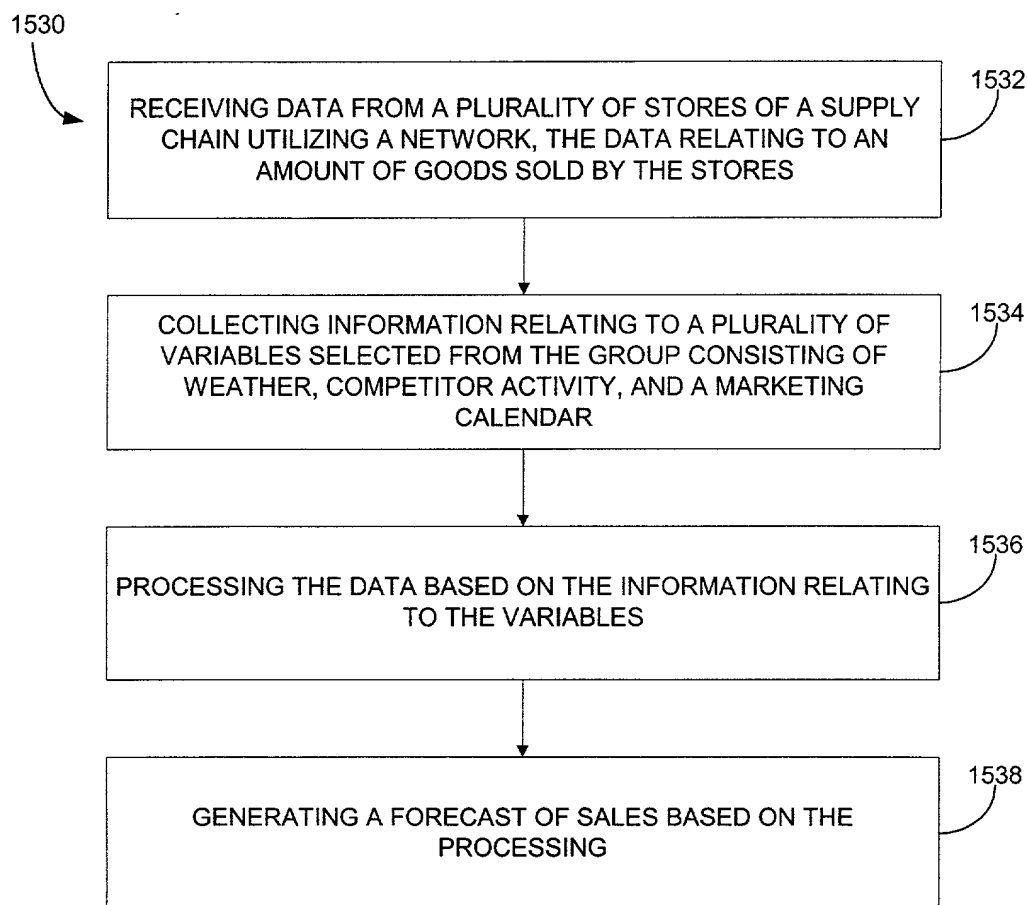 1530
1532
RECEIVING DATA FROM A PLURALITY OF STORES OF A SUPPLY
CHAIN UTILIZING A NETWORK, THE DATA RELATING TO AN
AMOUNT OF GOODS SOLD BY THE STORES
1534
COLLECTING INFORMATION RELATING TO A PLURALITY OF
VARIABLES SELECTED FROM THE GROUP CONSISTING OF
WEATHER, COMPETITOR ACTIVITY, AND A MARKETING
CALENDAR
1536
PROCESSING THE DATA BASED ON THE INFORMATION RELATING
TO THE VARIABLES
1538
GENERATING A FORECAST OF SALES BASED ON THE
PROCESSING